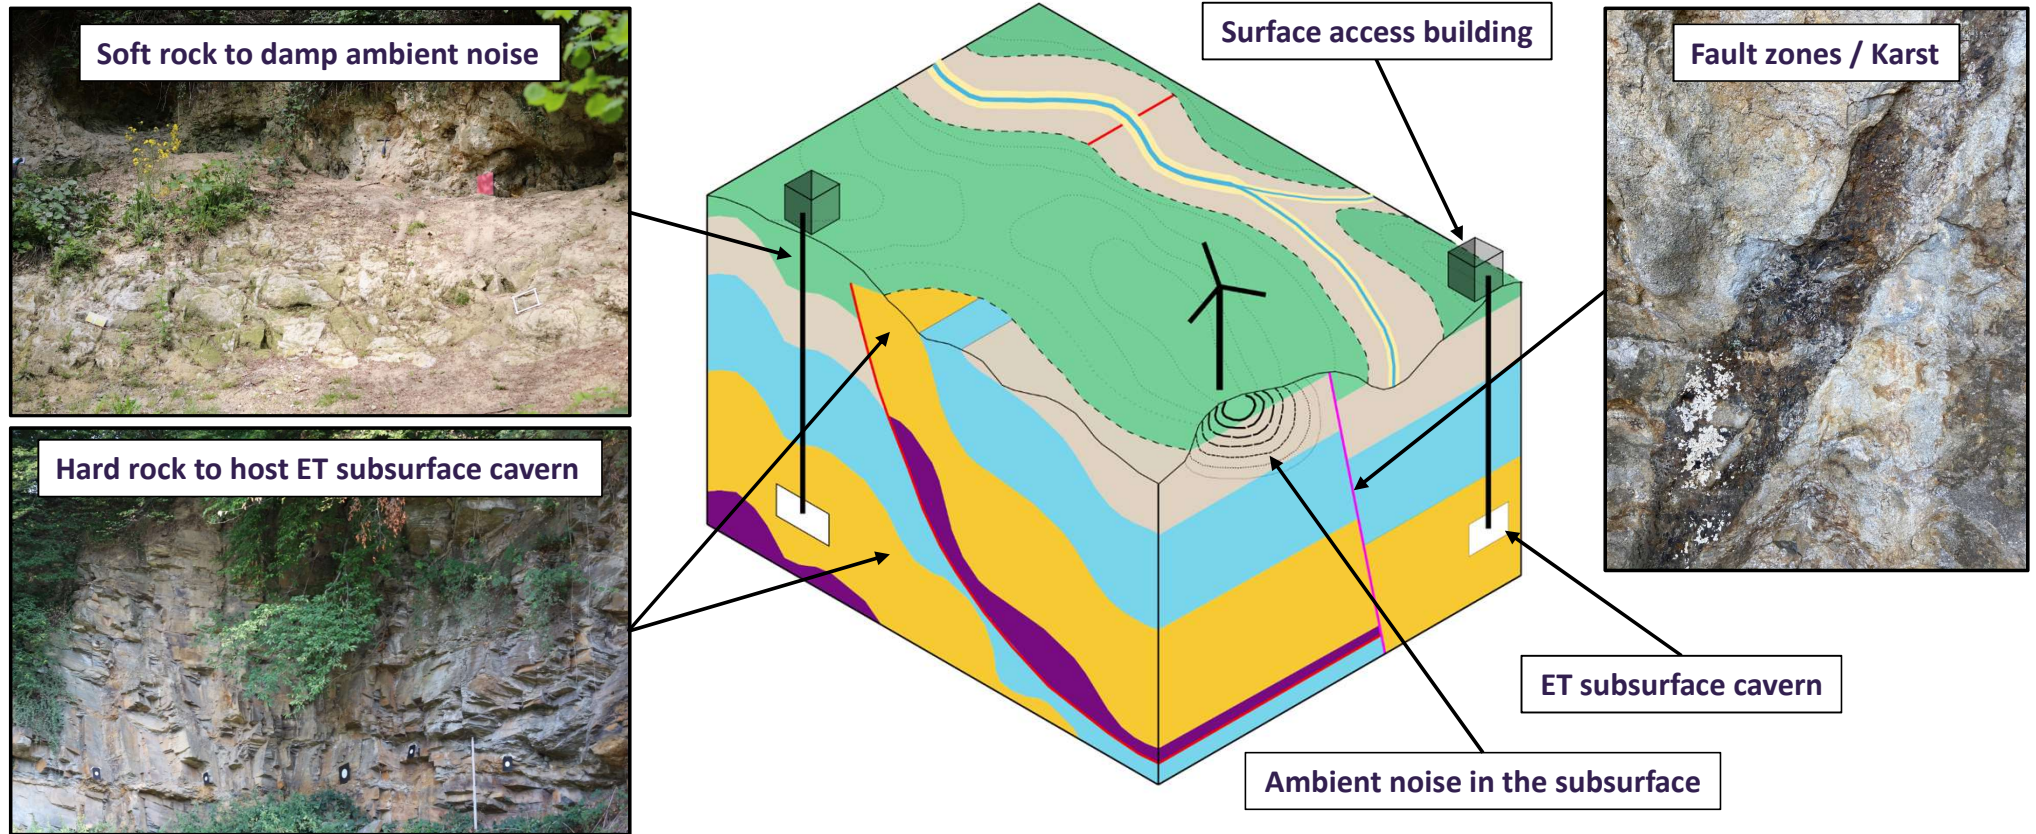 Soft rock to damp ambient noise
Surface access building
Fault zones / Karst
Hard rock to host ET subsurface cavern
ET subsurface cavern
Ambient noise in the subsurface